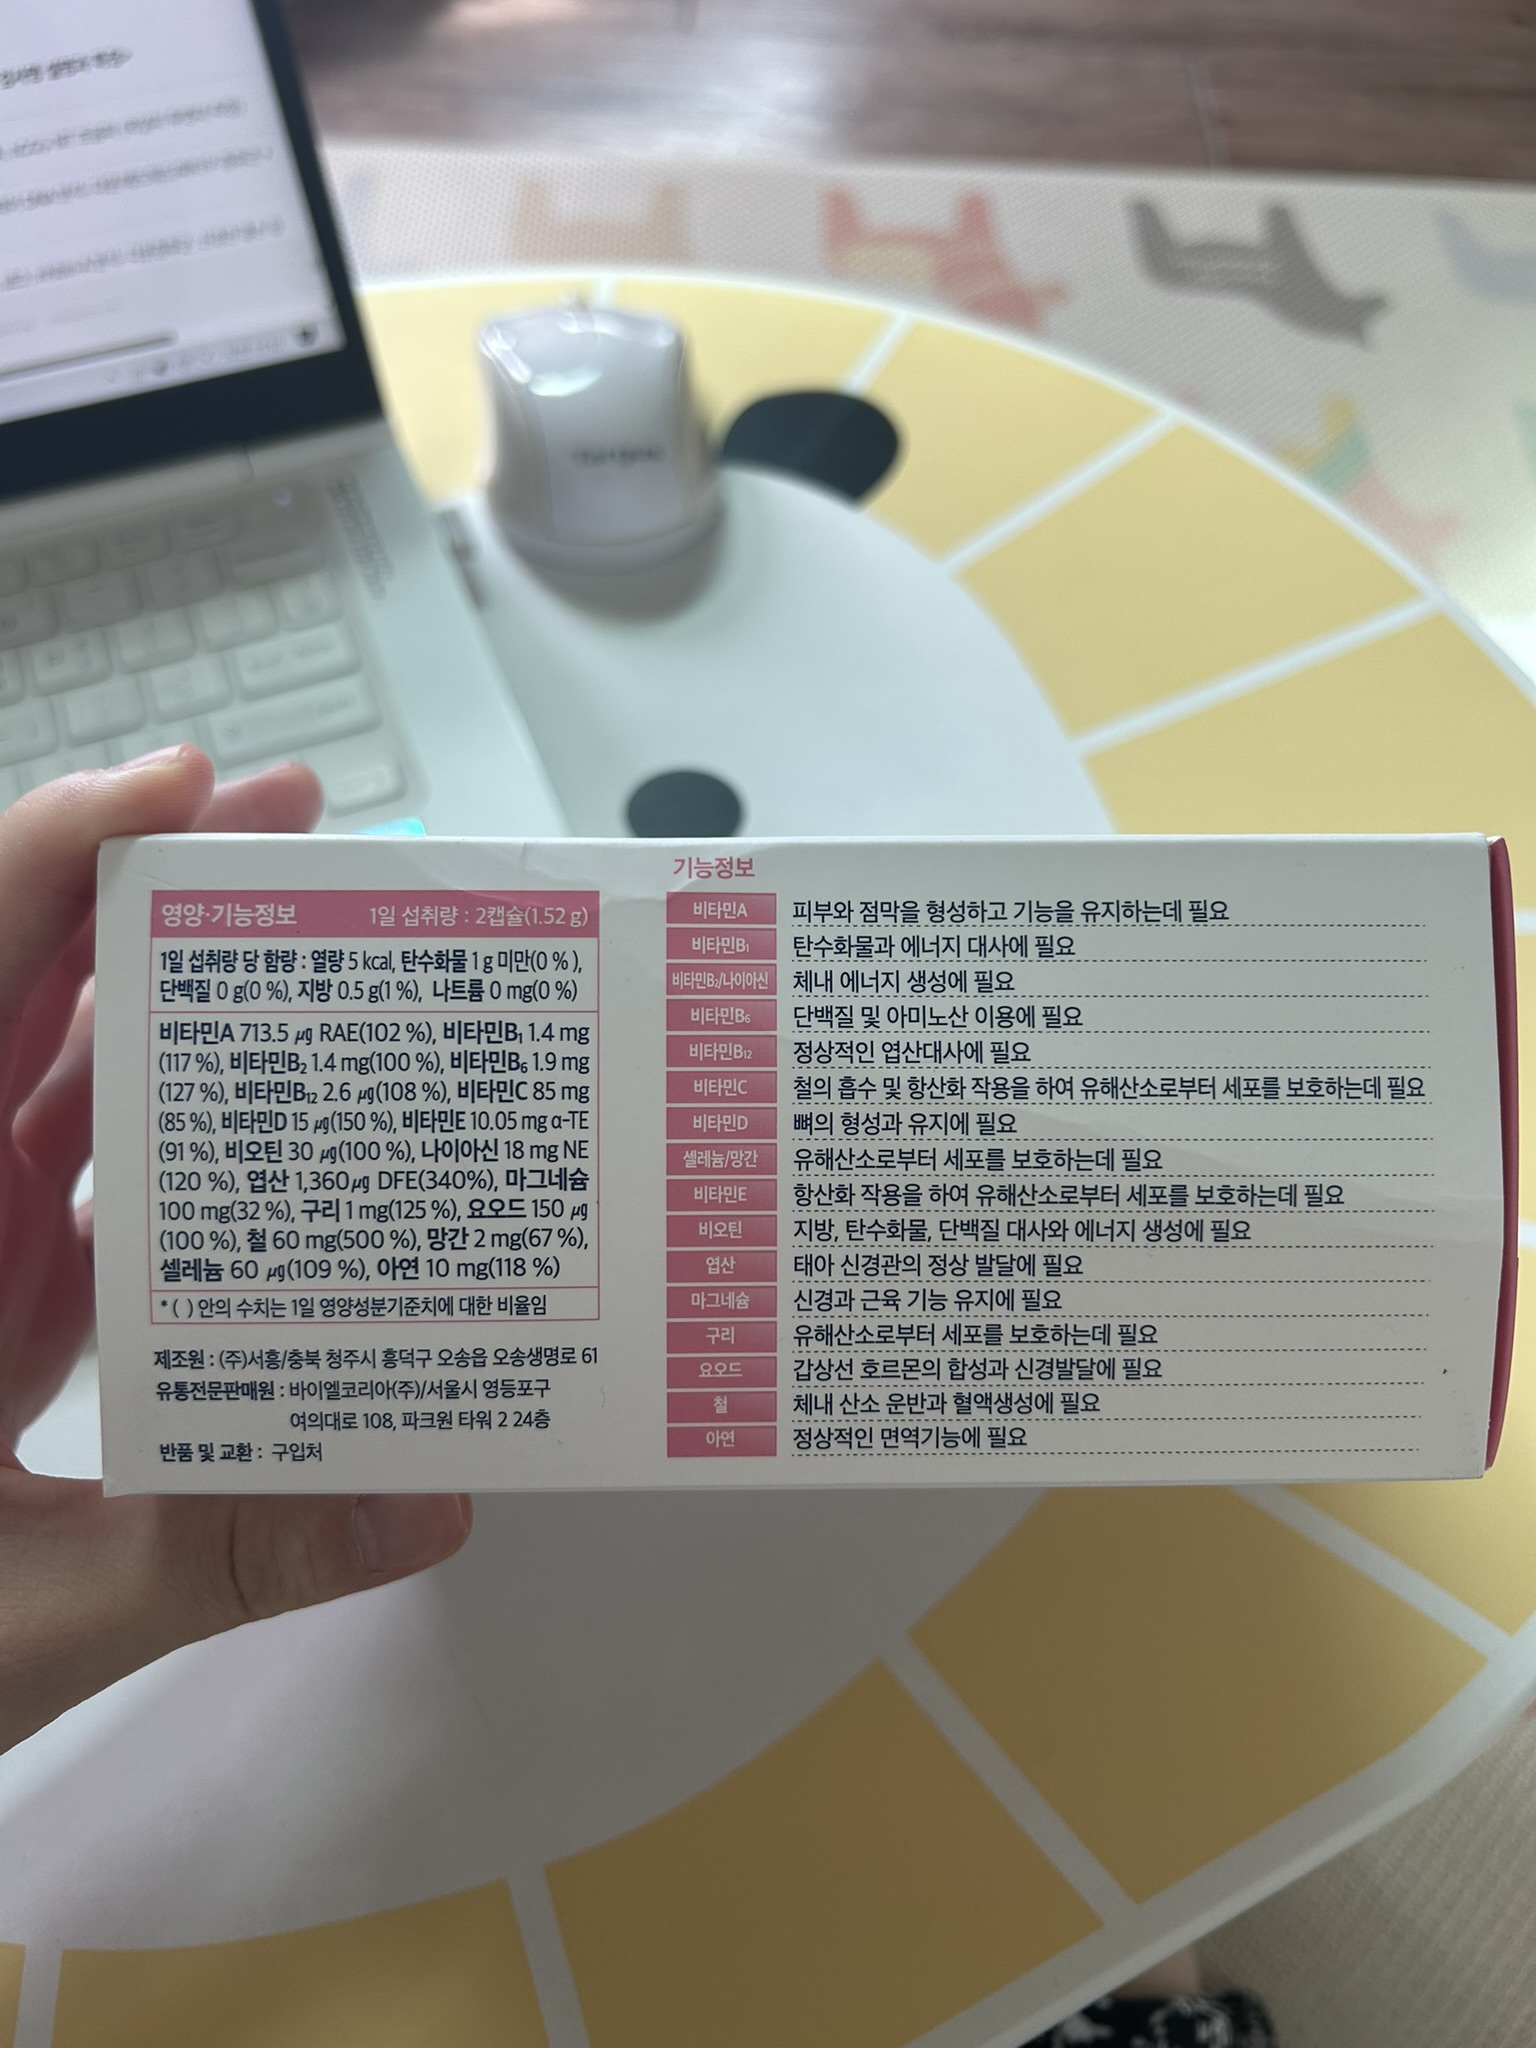 영양·기능정보 1일 섭취량 : 2캡슐(1.52 g)
1일 섭취량 당 함량 : 열량 5 kcal, 탄수화물 1 g 미만(0 % ),
단백질 0 g(0 %), 지방 0.5 g(1 %), 나트륨 0 mg(0 %)
비타민A 713.5 ㎍ RAE(102 %), 비타민B₁ 1.4 mg
(117 %), 비타민B₂ 1.4 mg(100 %), 비타민B₆ 1.9 mg
(127 %), 비타민B₁₂ 2.6 ㎍(108 %), 비타민C 85 mg
(85 %), 비타민D 15 ㎍(150 %), 비타민E 10.05 mg α-TE
(91 %), 비오틴 30 ㎍(100 %), 나이아신 18 mg NE
(120 %), 엽산 1,360㎍ DFE(340%), 마그네슘
100 mg(32 %), 구리 1 mg(125 %), 요오드 150 ㎍
(100 %), 철 60 mg(500 %), 망간 2 mg(67 %),
셀레늄 60 ㎍(109 %), 아연 10 mg(118 %)
* ( ) 안의 수치는 1일 영양성분기준치에 대한 비율임
제조원 : (주)서흥/충북 청주시 흥덕구 오송읍 오송생명로 61
유통전문판매원 : 바이엘코리아(주)/서울시 영등포구
여의대로 108, 파크원 타워 2 24층
반품 및 교환 : 구입처
기능정보
비타민A 피부와 점막을 형성하고 기능을 유지하는데 필요
비타민B₁ 탄수화물과 에너지 대사에 필요
비타민B₂/나이아신 체내 에너지 생성에 필요
비타민B₆ 단백질 및 아미노산 이용에 필요
비타민B₁₂ 정상적인 엽산대사에 필요
비타민C 철의 흡수 및 항산화 작용을 하여 유해산소로부터 세포를 보호하는데 필요
비타민D 뼈의 형성과 유지에 필요
셀레늄/망간 유해산소로부터 세포를 보호하는데 필요
비타민E 항산화 작용을 하여 유해산소로부터 세포를 보호하는데 필요
비오틴 지방, 탄수화물, 단백질 대사와 에너지 생성에 필요
엽산 태아 신경관의 정상 발달에 필요
마그네슘 신경과 근육 기능 유지에 필요
구리 유해산소로부터 세포를 보호하는데 필요
요오드 갑상선 호르몬의 합성과 신경발달에 필요
철 체내 산소 운반과 혈액생성에 필요
아연 정상적인 면역기능에 필요